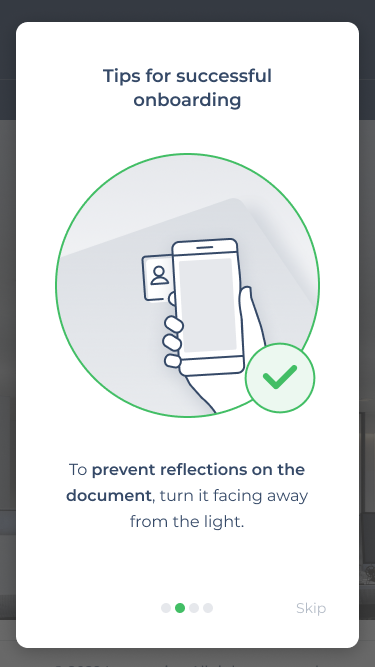 Tips for successful
onboarding
To prevent reflections on the
document, turn it facing away
from the light.
Skip